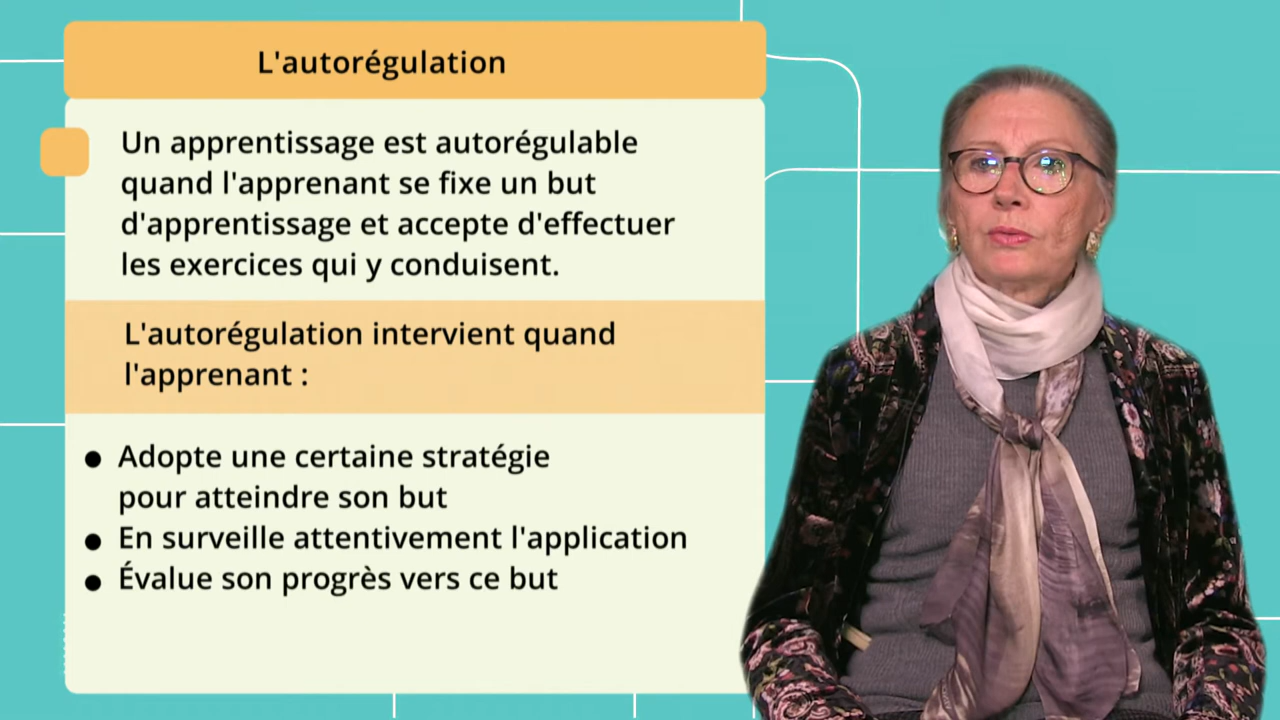 L'autorégulation
Un apprentissage est autorégulable
quand l'apprenant se fixe un but
d'apprentissage et accepte d'effectuer
les exercices qui y conduisent.
L'autorégulation intervient quand
l'apprenant :
● Adopte une certaine stratégie
pour atteindre son but
● En surveille attentivement l'application
● Évalue son progrès vers ce but